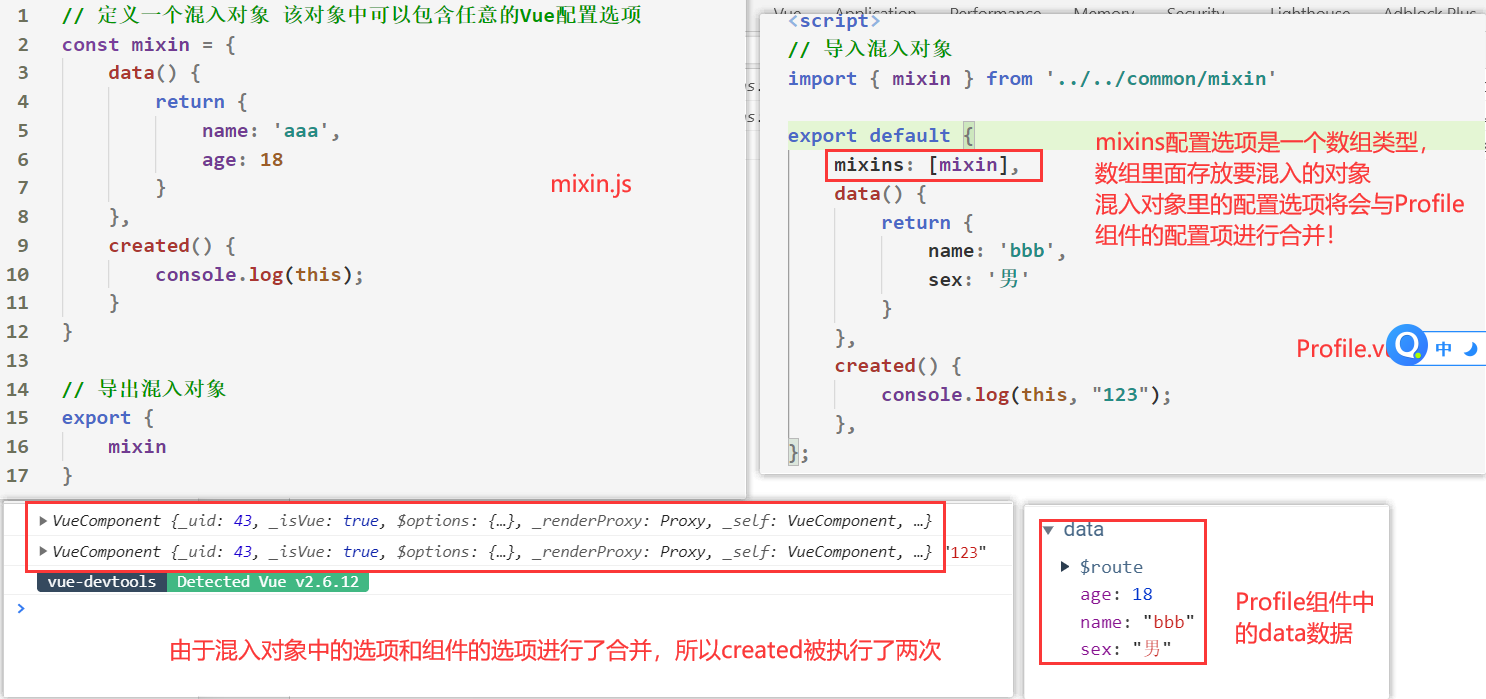 1 // 定义一个混入对象 该对象中可以包含任意的Vue配置选项
2 const mixin = {
3 data() {
4 return {
5 name: 'aaa',
6 age: 18
7 }
8 },
9 created() {
10 console.log(this);
11 }
12 }
13
14 // 导出混入对象
15 export {
16 mixin
17 }
mixin.js
<script>
// 导入混入对象
import { mixin } from '../../common/mixin'
export default {
mixins: [mixin],
data() {
return {
name: 'bbb',
sex: '男'
}
},
created() {
console.log(this, "123");
},
};
mixins配置选项是一个数组类型，
数组里面存放要混入的对象
混入对象里的配置选项将会与Profile
组件的配置项进行合并！
Profile.v
中
VueComponent {_uid: 43, _isVue: true, $options: {…}, _renderProxy: Proxy, _self: VueComponent, …}
VueComponent {_uid: 43, _isVue: true, $options: {…}, _renderProxy: Proxy, _self: VueComponent, …} "123"
vue-devtools Detected Vue v2.6.12
>
由于混入对象中的选项和组件的选项进行了合并，所以created被执行了两次
data
$route
age: 18
name: "bbb"
sex: "男"
Profile组件中
的data数据